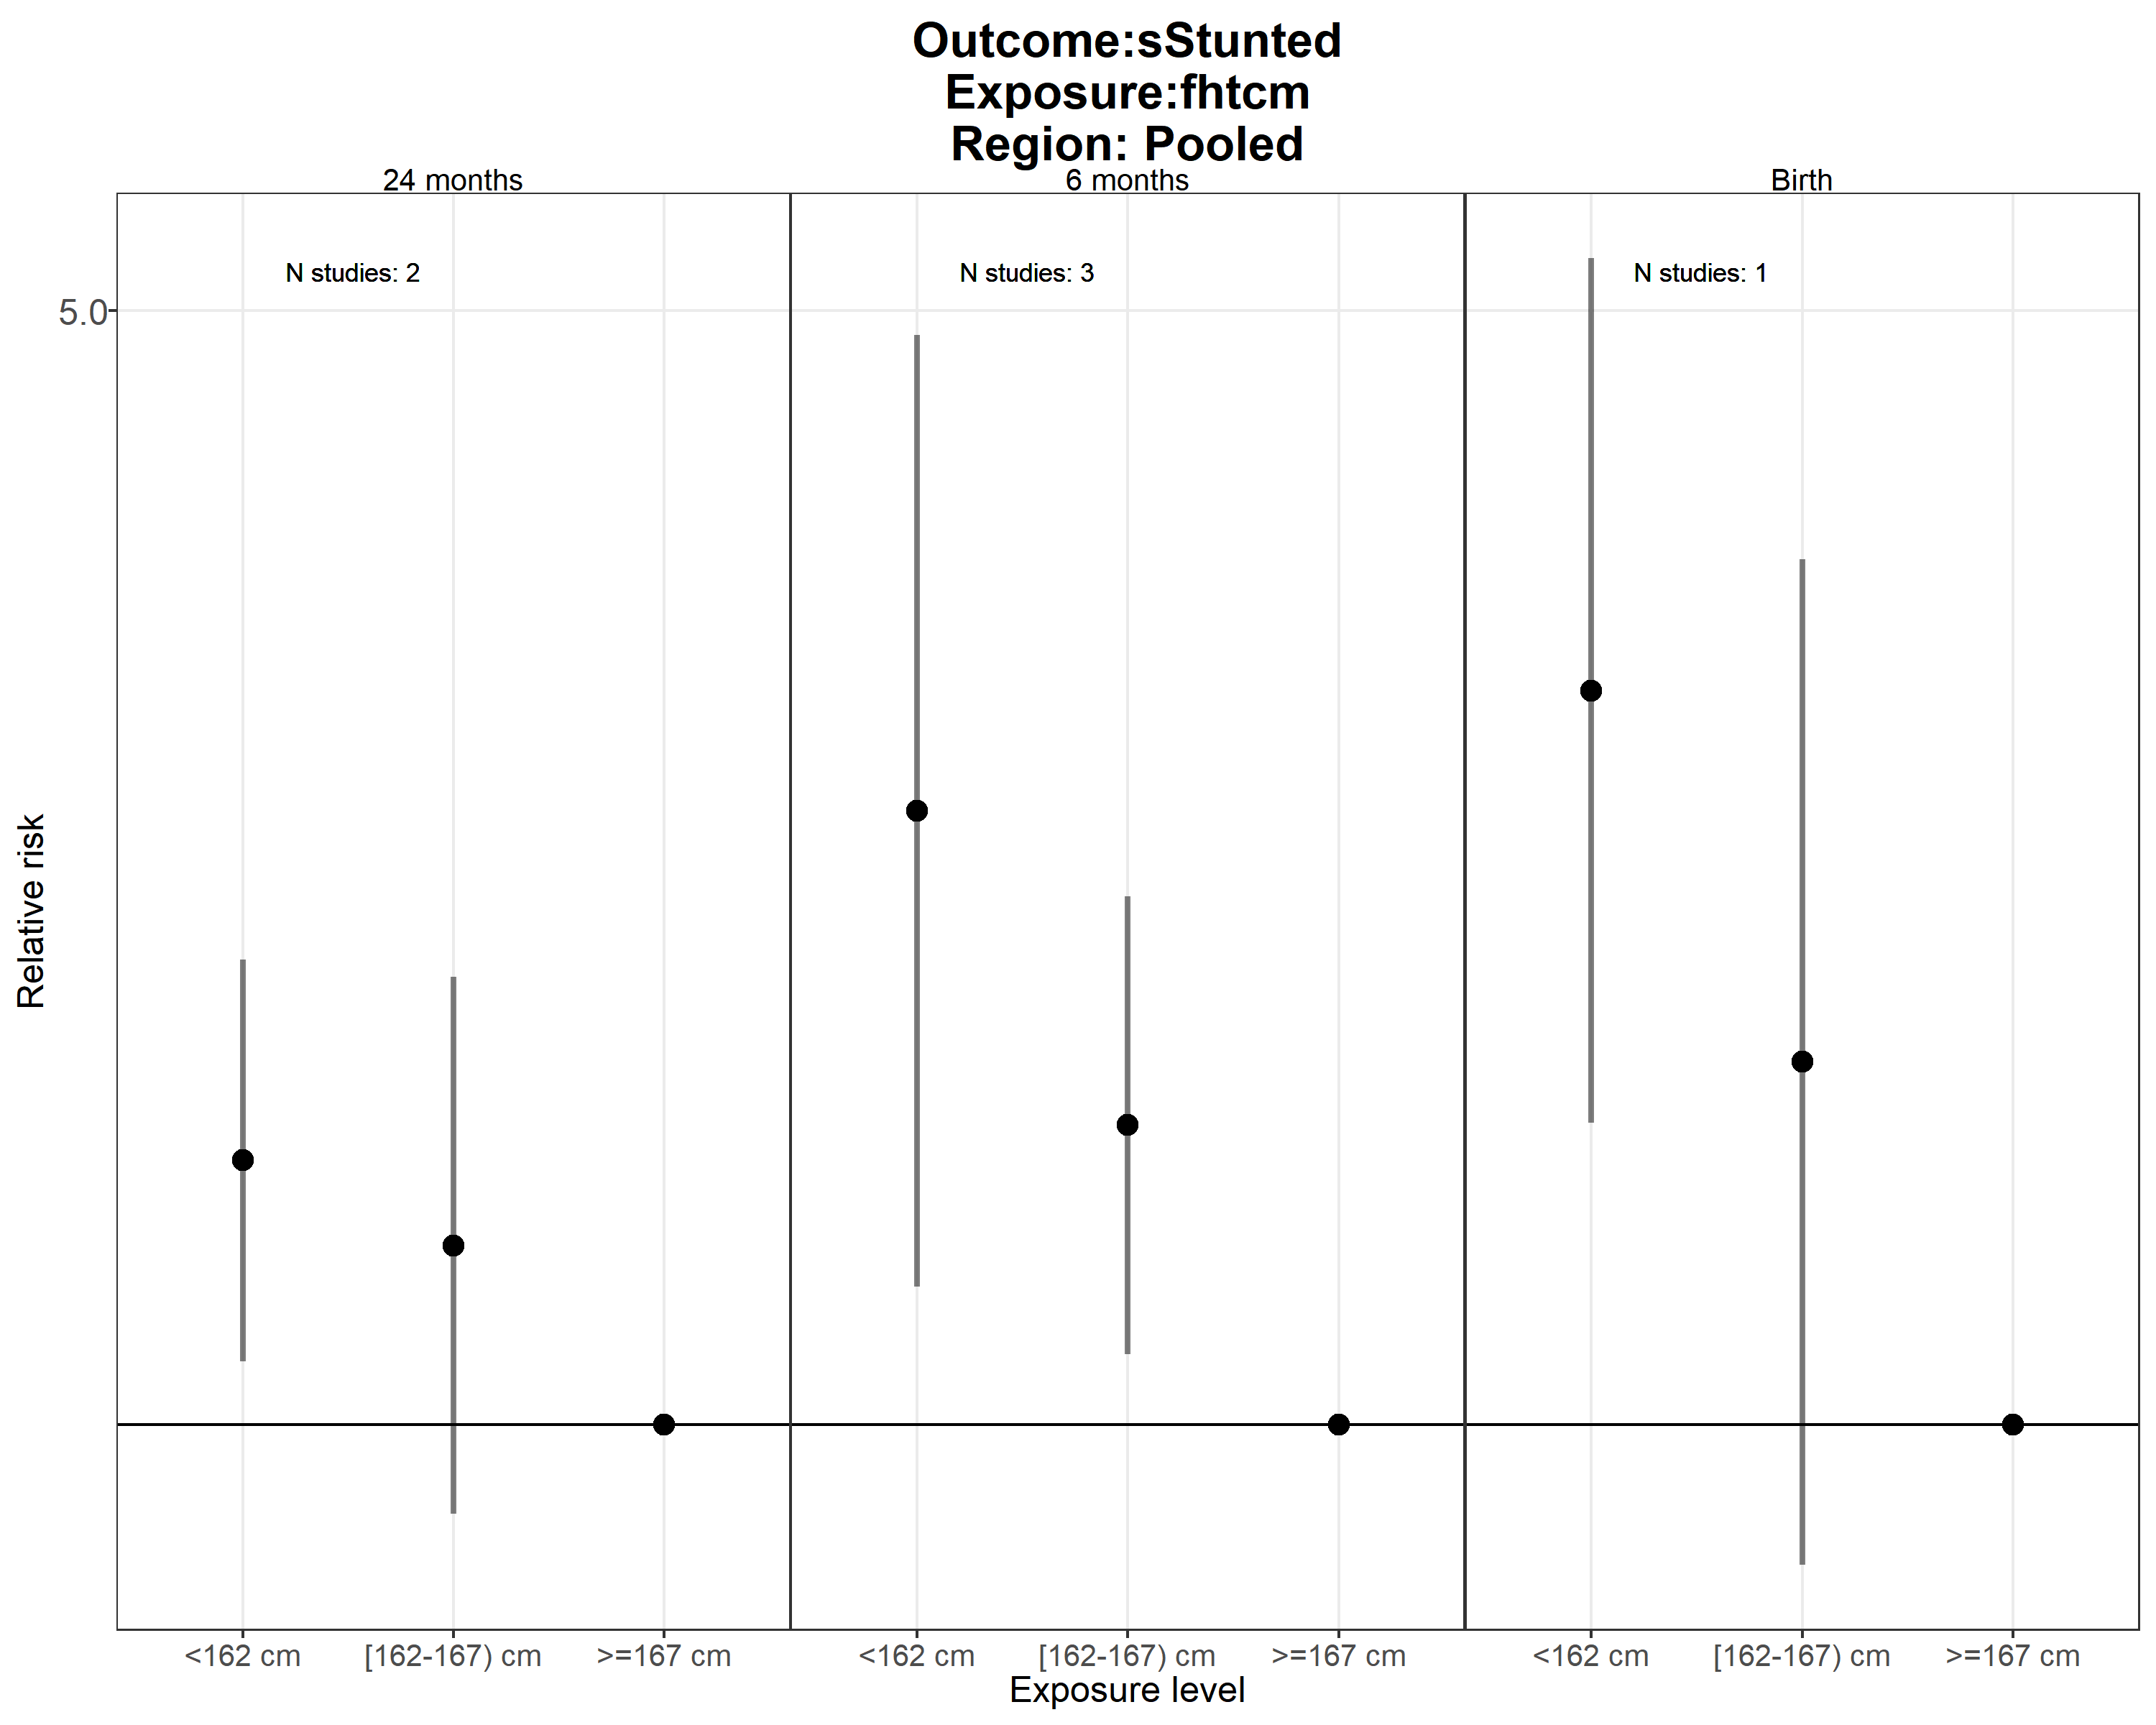 Outcome:sStunted
Exposure:fhtcm
Region: Pooled
24 months
6 months
Birth
N studies: 2
N studies: 3
N studies: 1
5.0
Relative risk
<162 cm
[162-167) cm
>=167 cm
<162 cm
[162-167) cm
>=167 cm
<162 cm
[162-167) cm
>=167 cm
Exposure level